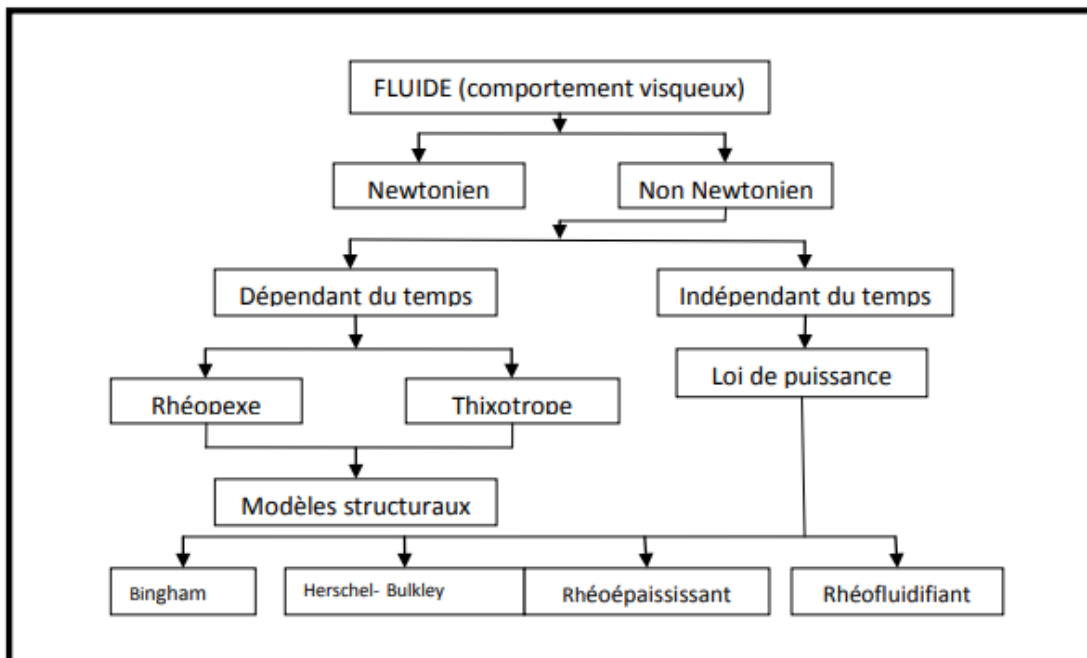 FLUIDE (comportement visqueux)
Newtonien
Non Newtonien
Dépendant du temps
Indépendant du temps
Loi de puissance
Rhéopexe
Thixotrope
Modèles structuraux
Bingham
Herschel- Bulkley
Rhéoépaississant
Rhéofluidifiant